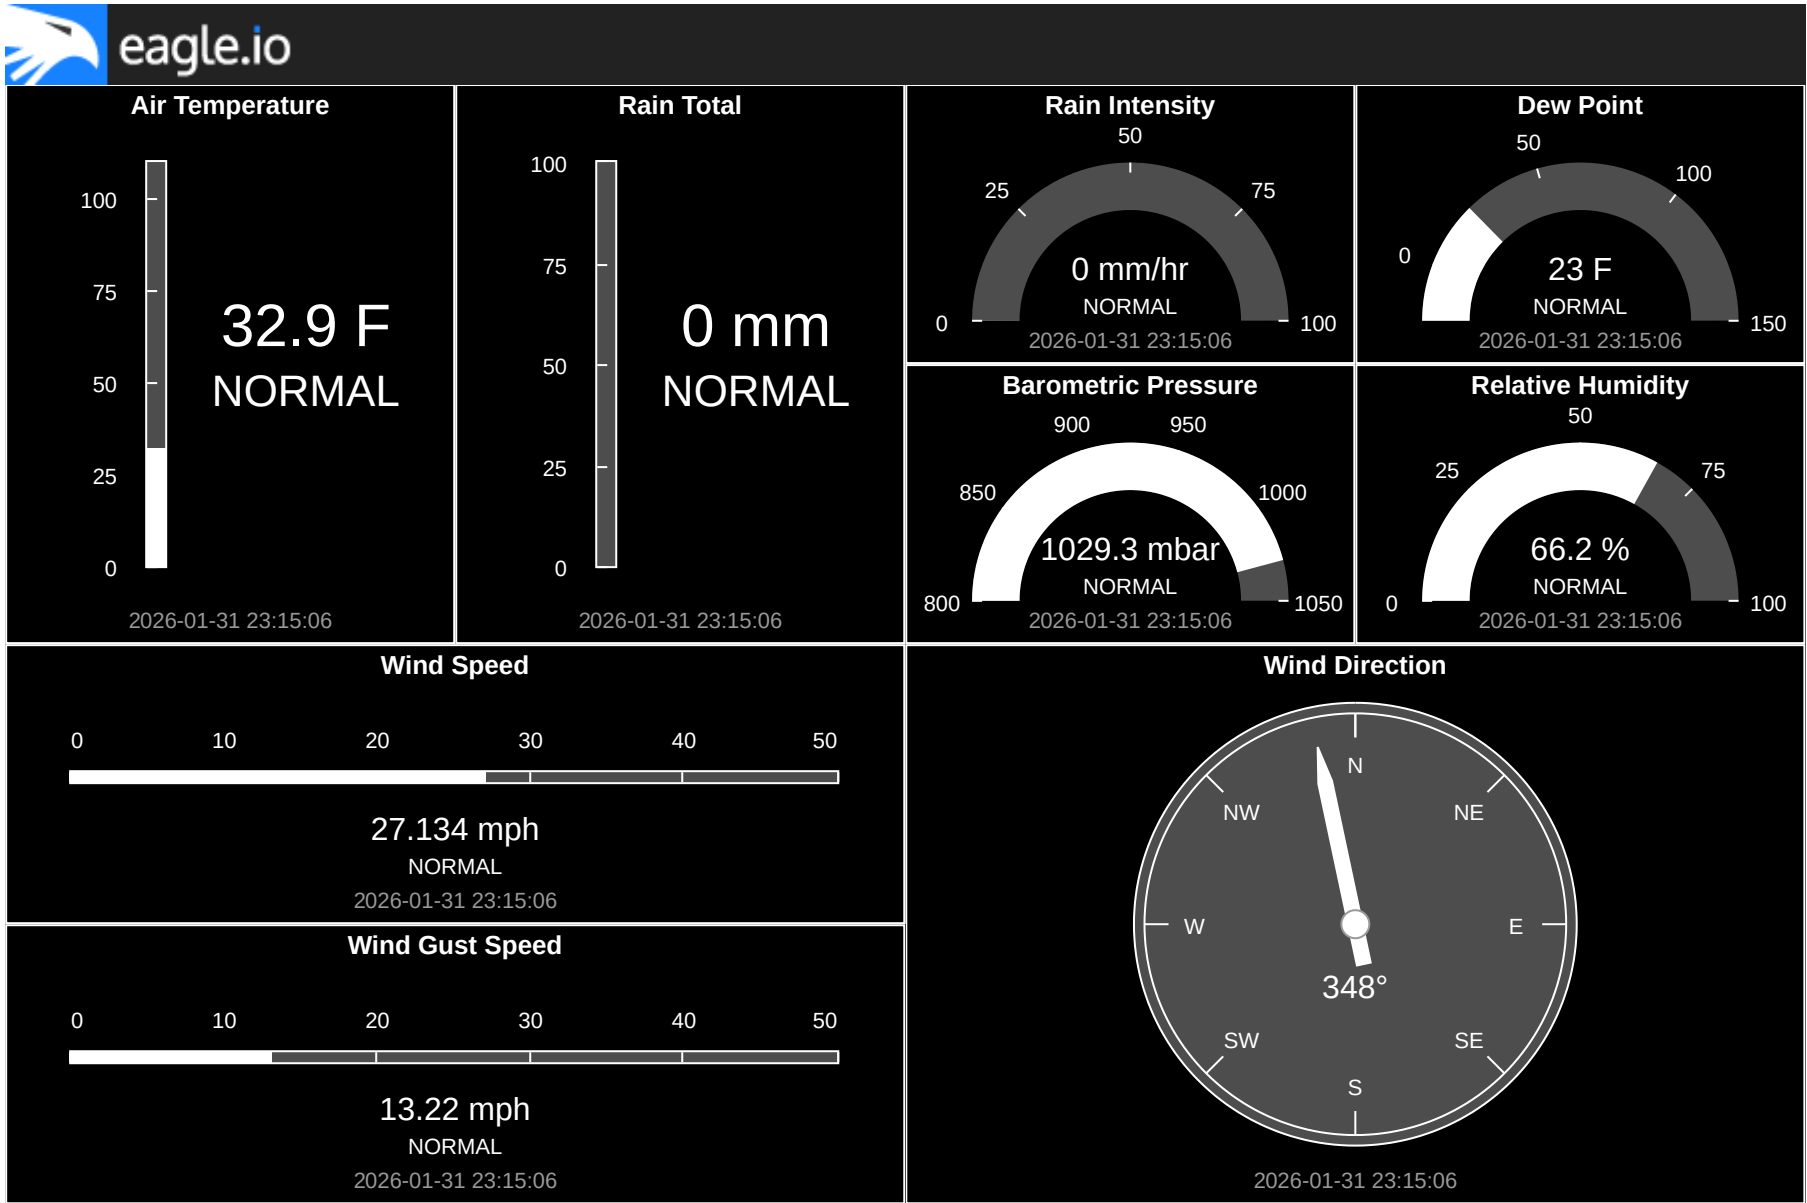 eagle.io
Air Temperature
100
75
50
25
0
32.9 F
NORMAL
2026-01-31 23:15:06
Rain Total
100
75
50
25
0
0 mm
NORMAL
2026-01-31 23:15:06
Rain Intensity
0
25
50
75
100
0 mm/hr
NORMAL
2026-01-31 23:15:06
Dew Point
0
50
100
150
23 F
NORMAL
2026-01-31 23:15:06
Barometric Pressure
800
850
900
950
1000
1050
1029.3 mbar
NORMAL
2026-01-31 23:15:06
Relative Humidity
0
25
50
75
100
66.2 %
NORMAL
2026-01-31 23:15:06
Wind Speed
0 10 20 30 40 50
27.134 mph
NORMAL
2026-01-31 23:15:06
Wind Gust Speed
0 10 20 30 40 50
13.22 mph
NORMAL
2026-01-31 23:15:06
Wind Direction
N
NW NE
W E
348°
SW SE
S
2026-01-31 23:15:06